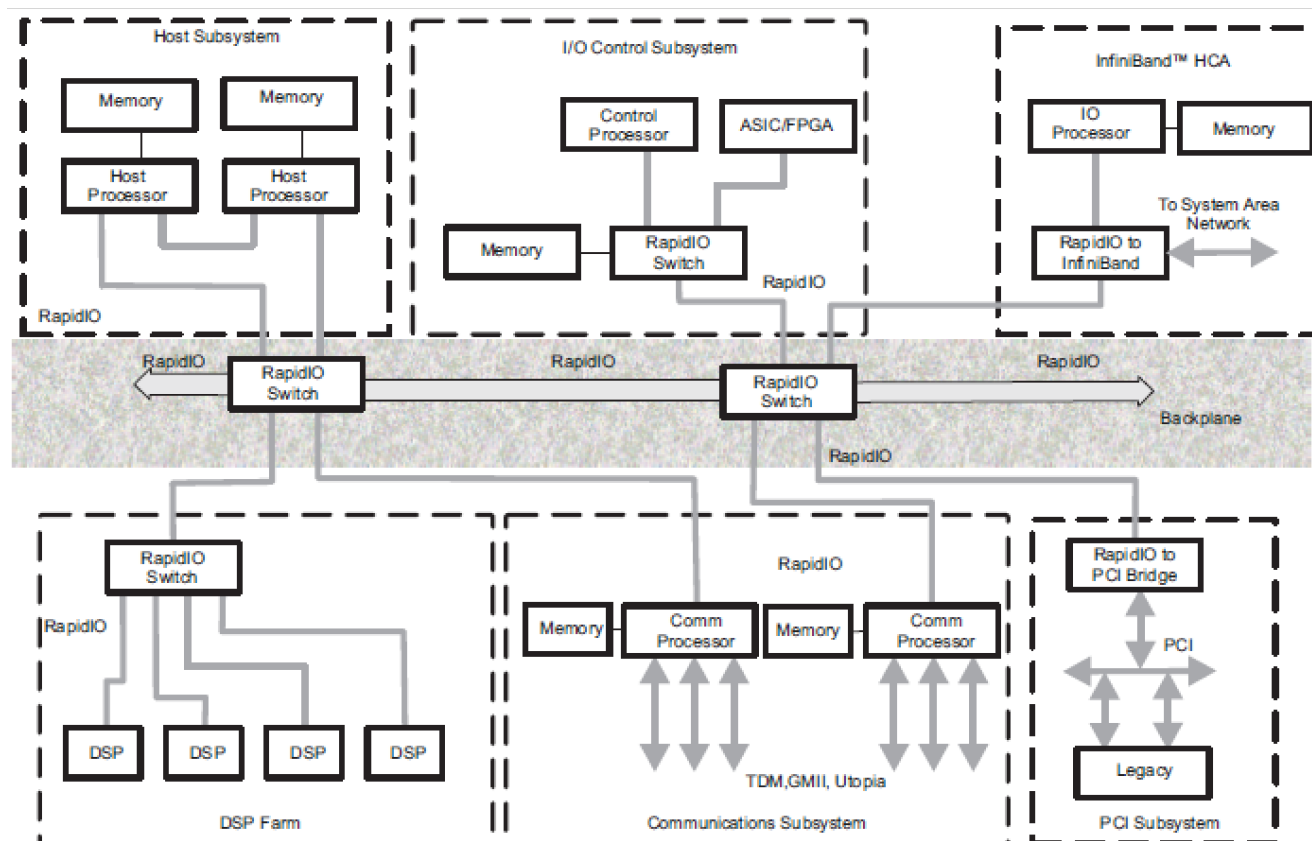 Host Subsystem
Memory
Memory
Host
Processor
Host
Processor
RapidIO
I/O Control Subsystem
Control
Processor
ASIC/FPGA
Memory
RapidIO
Switch
RapidIO
InfiniBand™ HCA
IO
Processor
Memory
To System Area
Network
RapidIO to
InfiniBand
RapidIO
RapidIO
Switch
RapidIO
RapidIO
Switch
RapidIO
Backplane
RapidIO
RapidIO
Switch
RapidIO
DSP
DSP
DSP
DSP
DSP Farm
RapidIO
Memory
Comm
Processor
Memory
Comm
Processor
TDM,GMII, Utopia
Communications Subsystem
RapidIO to
PCI Bridge
PCI
Legacy
PCI Subsystem